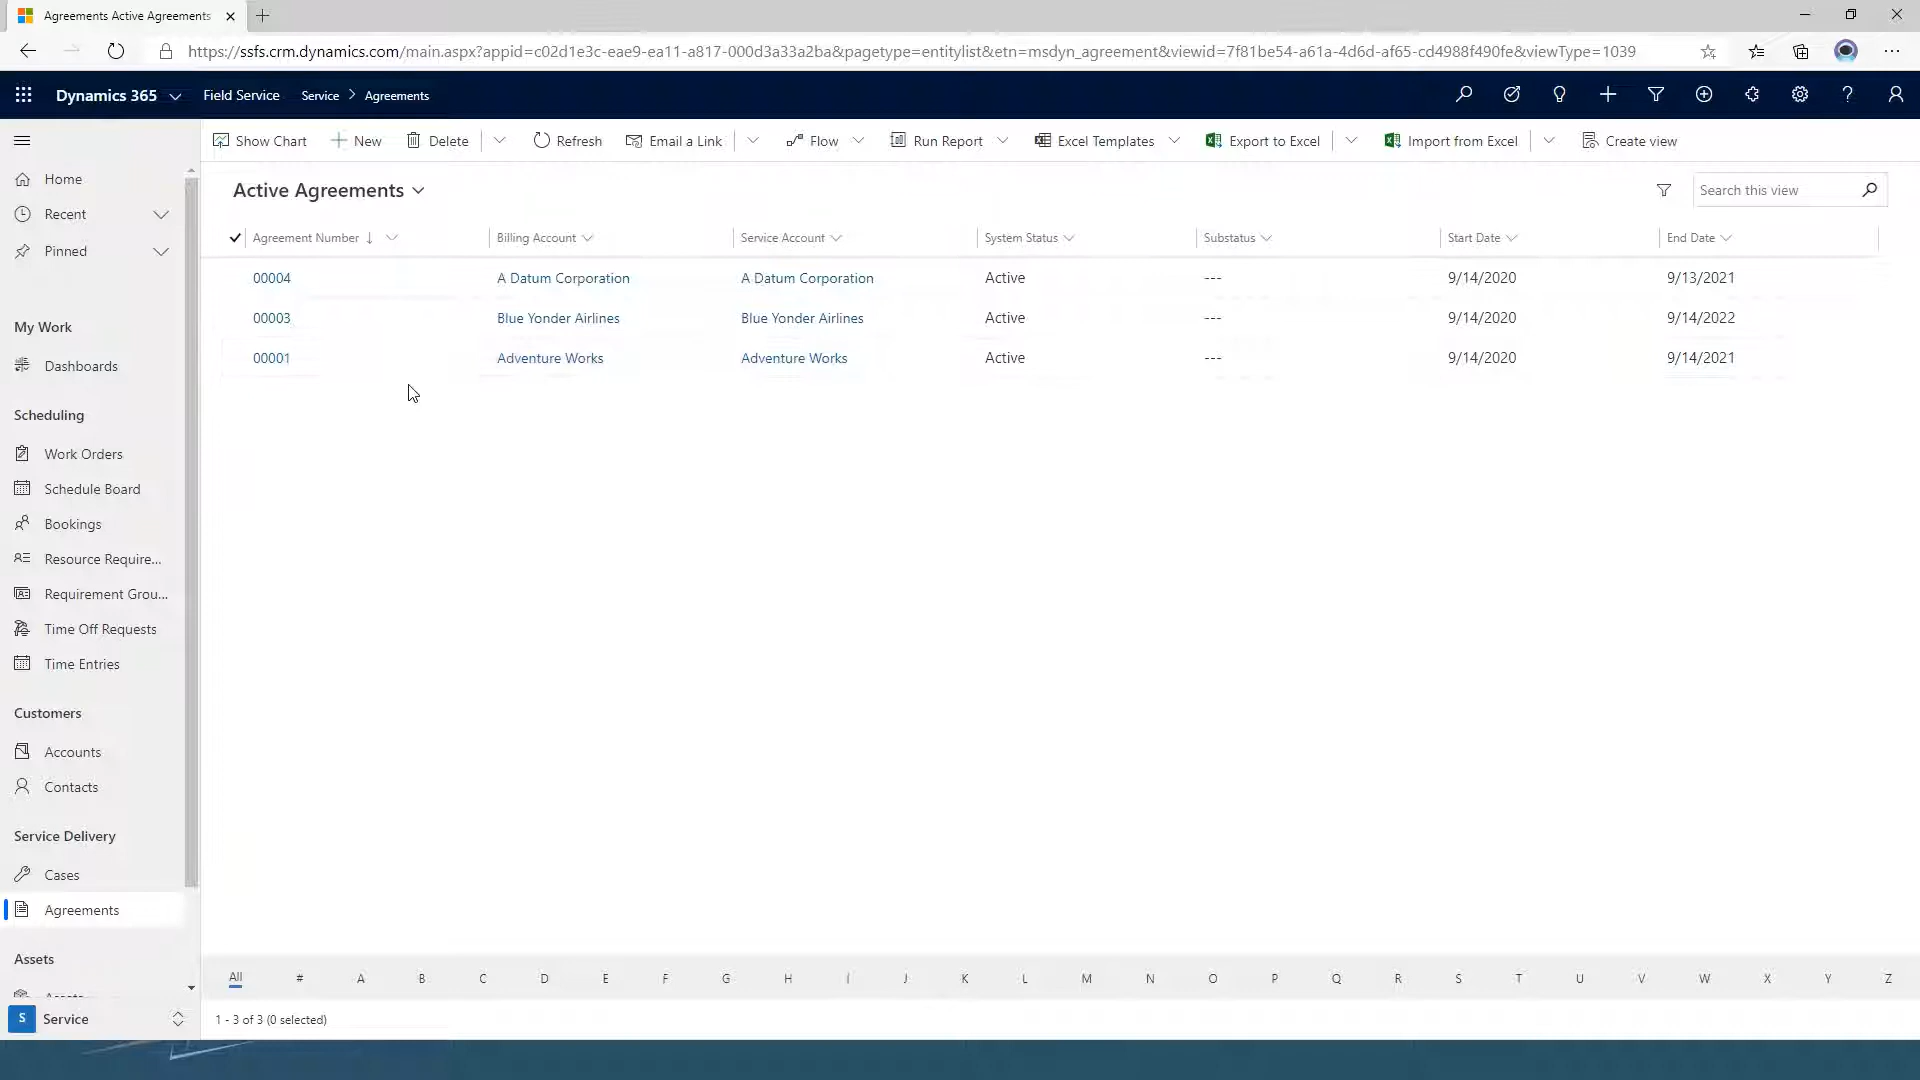 Agreements Active Agreements
https://ssfs.crm.dynamics.com/main.aspx?appid=c02d1e3c-eae9-ea11-a817-000d3a33a2ba&pagetype=entitylist&etn=msdyn_agreement&viewid=7f81be54-a61a-4d6d-af65-cd4988f490fe&viewType=1039
Dynamics 365 Field Service Service > Agreements
Show Chart New Delete Refresh Email a Link Flow Run Report Excel Templates Export to Excel Import from Excel Create view
Home
Recent
Pinned
My Work
Dashboards
Scheduling
Work Orders
Schedule Board
Bookings
Resource Require...
Requirement Grou...
Time Off Requests
Time Entries
Customers
Accounts
Contacts
Service Delivery
Cases
Agreements
Assets
Assets
S Service
Active Agreements
Search this view
Agreement Number Billing Account Service Account System Status Substatus Start Date End Date
00004 A Datum Corporation A Datum Corporation Active --- 9/14/2020 9/13/2021
00003 Blue Yonder Airlines Blue Yonder Airlines Active --- 9/14/2020 9/14/2022
00001 Adventure Works Adventure Works Active --- 9/14/2020 9/14/2021
All # A B C D E F G H I J K L M N O P Q R S T U V W X Y Z
1 - 3 of 3 (0 selected)